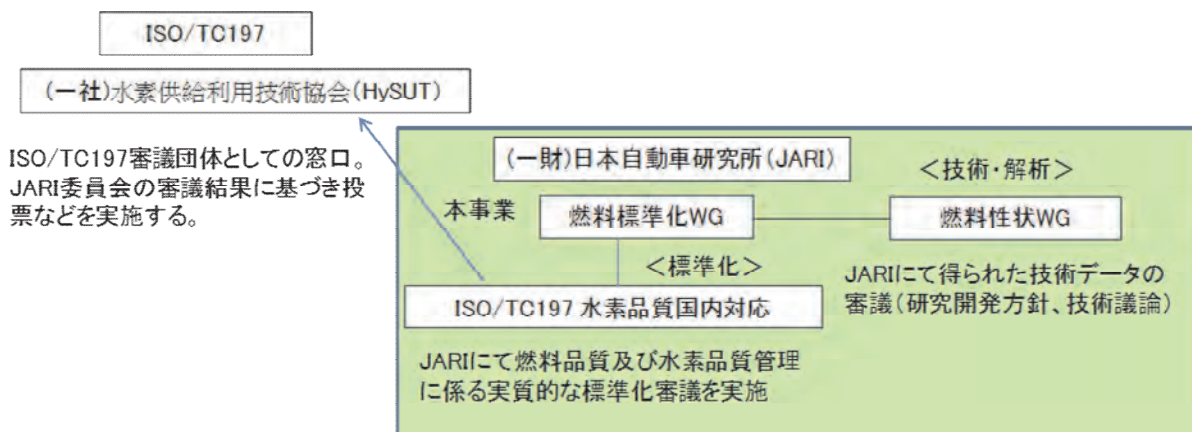 ISO/TC197
(一社)水素供給利用技術協会(HySUT)
ISO/TC197審議団体としての窓口。
JARI委員会の審議結果に基づき投
票などを実施する。
(一財)日本自動車研究所(JARI)
<技術・解析>
本事業
燃料標準化WG
燃料性状WG
<標準化>
JARIにて得られた技術データの
審議(研究開発方針、技術議論)
ISO/TC197 水素品質国内対応
JARIにて燃料品質及び水素品質管理
に係る実質的な標準化審議を実施